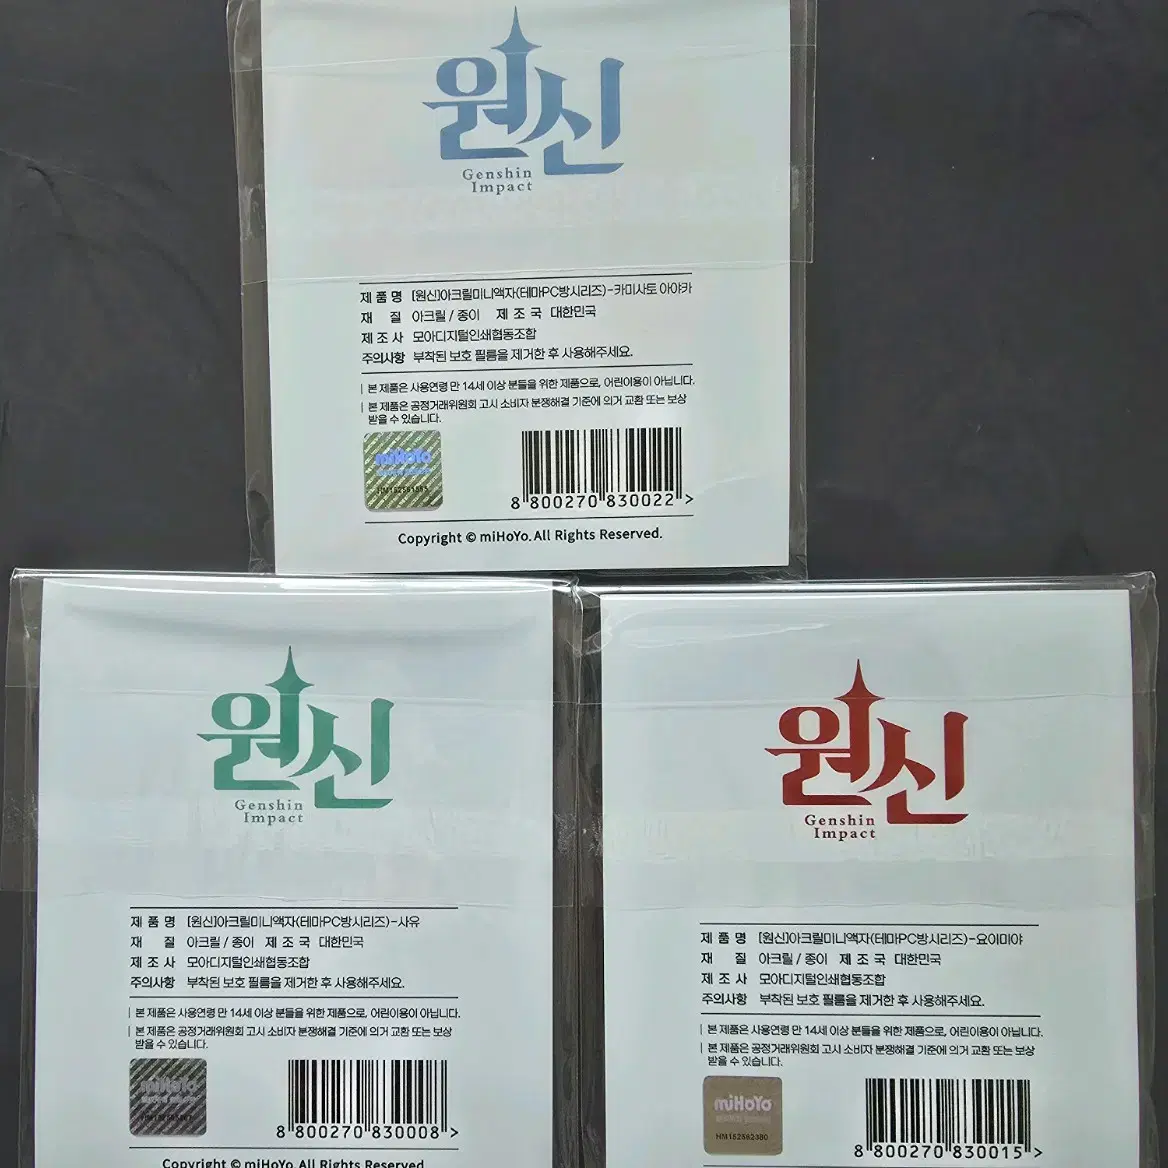 원신
Genshin
Impact
제품명 [원신]아크릴미니액자(테마PC방시리즈)-카미사토 아야카
재 질 아크릴 / 종이 제조국 대한민국
제조사 모아디지털인쇄협동조합
주의사항 부착된 보호 필름을 제거한 후 사용해주세요.
본 제품은 사용연령 만 14세 이상 분들을 위한 제품으로, 어린이용이 아닙니다.
본 제품은 공정거래위원회 고시 소비자 분쟁해결 기준에 의거 교환 또는 보상
받을 수 있습니다.
miHoYo
8 800270 830022 >
Copyright © miHoYo. All Rights Reserved.
원신
Genshin
Impact
제품명 [원신]아크릴미니액자(테마PC방시리즈)-사유
재 질 아크릴 / 종이 제조국 대한민국
제조사 모아디지털인쇄협동조합
주의사항 부착된 보호 필름을 제거한 후 사용해주세요.
본 제품은 사용연령 만 14세 이상 분들을 위한 제품으로, 어린이용이 아닙니다.
본 제품은 공정거래위원회 고시 소비자 분쟁해결 기준에 의거 교환 또는 보상
받을 수 있습니다.
miHoYo
8 800270 830008 >
Copyright © miHoYo. All Rights Reserved.
원신
Genshin
Impact
제품명 [원신]아크릴미니액자(테마PC방시리즈)-요이미야
재 질 아크릴 / 종이 제조국 대한민국
제조사 모아디지털인쇄협동조합
주의사항 부착된 보호 필름을 제거한 후 사용해주세요.
본 제품은 사용연령 만 14세 이상 분들을 위한 제품으로, 어린이용이 아닙니다.
본 제품은 공정거래위원회 고시 소비자 분쟁해결 기준에 의거 교환 또는 보상
받을 수 있습니다.
miHoYo
8 800270 830015 >